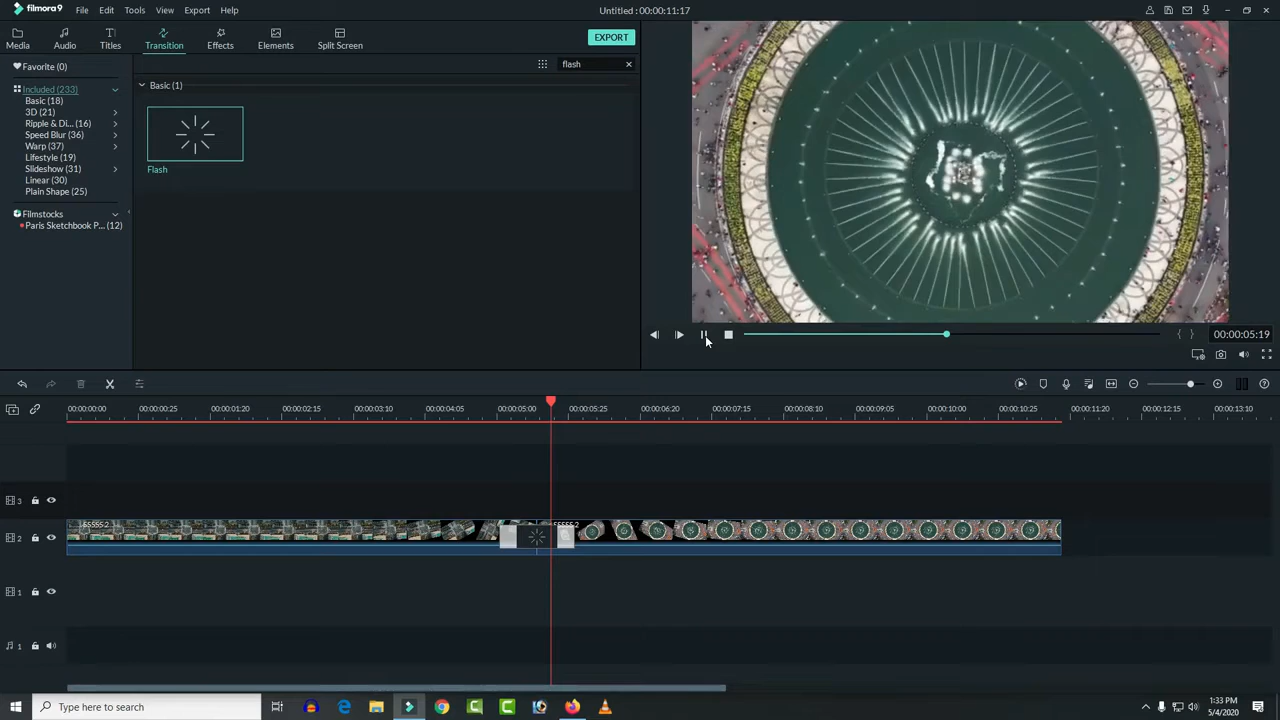 filmora9
File Edit Tools View Export Help
Untitled : 00:00:11:17
Media Audio Titles Transition Effects Elements Split Screen
EXPORT
Favorite (0)
flash
Included (233)
Basic (18)
3D (21)
Ripple & Di... (16)
Speed Blur (36)
Warp (37)
Lifestyle (19)
Slideshow (31)
Linear (30)
Plain Shape (25)
Filmstocks
Paris Sketchbook P... (12)
Basic (1)
Flash
00:00:05:19
00:00:00:00 00:00:00:25 00:00:01:20 00:00:02:15 00:00:03:10 00:00:04:05 00:00:05:00 00:00:05:25 00:00:06:20 00:00:07:15 00:00:08:10 00:00:09:05 00:00:10:00 00:00:10:25 00:00:11:20 00:00:12:15 00:00:13:10
3
2
1
1
Type here to search
1:33 PM
5/4/2020